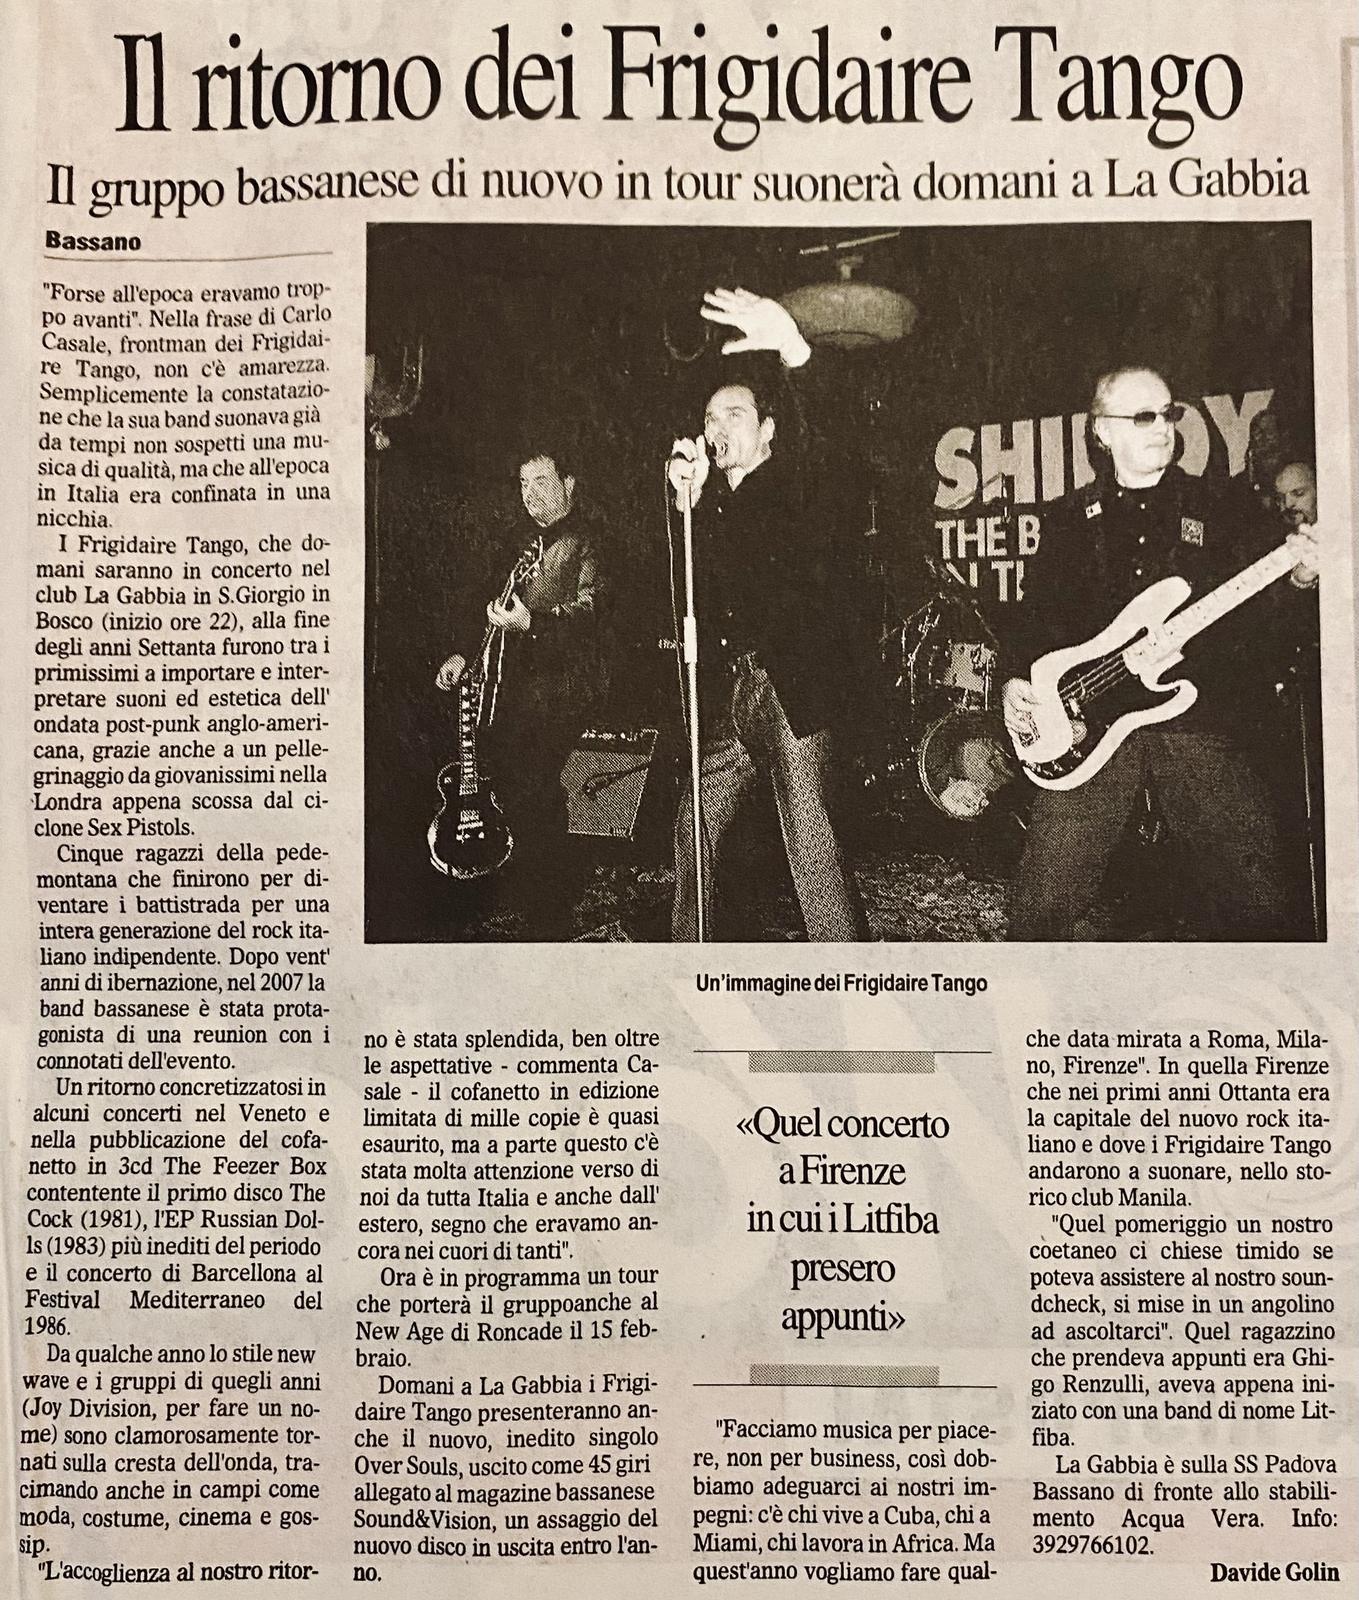 Il ritorno dei Frigidaire Tango
Il gruppo bassanese di nuovo in tour suonerà domani a La Gabbia
Bassano
"Forse all'epoca eravamo trop-
po avanti". Nella frase di Carlo
Casale, frontman dei Frigidai-
re Tango, non c'è amarezza.
Semplicemente la constatazio-
ne che la sua band suonava già
da tempi non sospetti una mu-
sica di qualità, ma che all'epoca
in Italia era confinata in una
nicchia.
I Frigidaire Tango, che do-
mani saranno in concerto nel
club La Gabbia in S.Giorgio in
Bosco (inizio ore 22), alla fine
degli anni Settanta furono tra i
primissimi a importare e inter-
pretare suoni ed estetica dell'
ondata post-punk anglo-ameri-
cana, grazie anche a un pelle-
grinaggio da giovanissimi nella
Londra appena scossa dal ci-
clone Sex Pistols.
Cinque ragazzi della pede-
montana che finirono per di-
ventare i battistrada per una
intera generazione del rock ita-
liano indipendente. Dopo vent'
anni di ibernazione, nel 2007 la
band bassanese è stata prota-
gonista di una reunion con i
connotati dell'evento.
Un ritorno concretizzatosi in
alcuni concerti nel Veneto e
nella pubblicazione del cofa-
netto in 3cd The Feezer Box
contentente il primo disco The
Cock (1981), l'EP Russian Dol-
ls (1983) più inediti del periodo
e il concerto di Barcellona al
Festival Mediterraneo del
1986.
Da qualche anno lo stile new
wave e i gruppi di quegli anni
(Joy Division, per fare un no-
me) sono clamorosamente tor-
nati sulla cresta dell'onda, tra-
cimando anche in campi come
moda, costume, cinema e gos-
sip.
"L'accoglienza al nostro ritor-
SHI OY
THE B
N T
Un'immagine dei Frigidaire Tango
no è stata splendida, ben oltre
le aspettative - commenta Ca-
sale - il cofanetto in edizione
limitata di mille copie è quasi
esaurito, ma a parte questo c'è
stata molta attenzione verso di
noi da tutta Italia e anche dall'
estero, segno che eravamo an-
cora nei cuori di tanti".
Ora è in programma un tour
che porterà il gruppoanche al
New Age di Roncade il 15 feb-
braio.
Domani a La Gabbia i Frigi-
daire Tango presenteranno an-
che il nuovo, inedito singolo
Over Souls, uscito come 45 giri
allegato al magazine bassanese
Sound&Vision, un assaggio del
nuovo disco in uscita entro l'an-
no.
«Quel concerto
a Firenze
in cui i Litfiba
presero
appunti»
"Facciamo musica per piace-
re, non per business, così dob-
biamo adeguarci ai nostri im-
pegni: c'è chi vive a Cuba, chi a
Miami, chi lavora in Africa. Ma
quest'anno vogliamo fare qual-
che data mirata a Roma, Mila-
no, Firenze". In quella Firenze
che nei primi anni Ottanta era
la capitale del nuovo rock ita-
liano e dove i Frigidaire Tango
andarono a suonare, nello sto-
rico club Manila.
"Quel pomeriggio un nostro
coetaneo ci chiese timido se
poteva assistere al nostro soun-
dcheck, si mise in un angolino
ad ascoltarci". Quel ragazzino
che prendeva appunti era Ghi-
go Renzulli, aveva appena ini-
ziato con una band di nome Lit-
fiba.
La Gabbia è sulla SS Padova
Bassano di fronte allo stabili-
mento Acqua Vera. Info:
3929766102.
Davide Golin